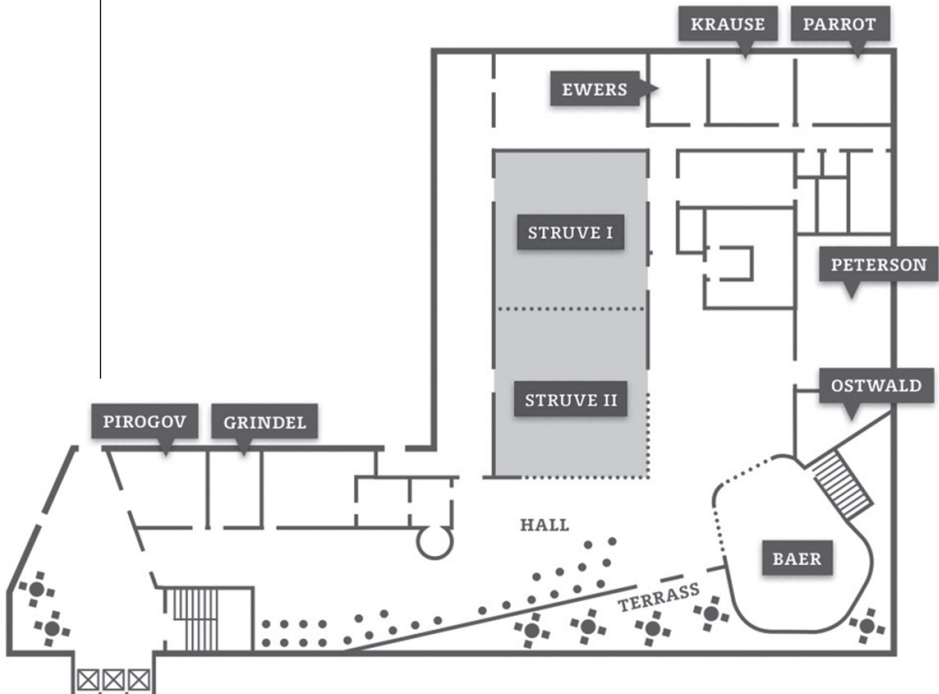 KRAUSE
PARROT
EWERS
STRUVE I
PETERSON
OSTWALD
STRUVE II
PIROGOV
GRINDEL
HALL
BAER
TERRASS